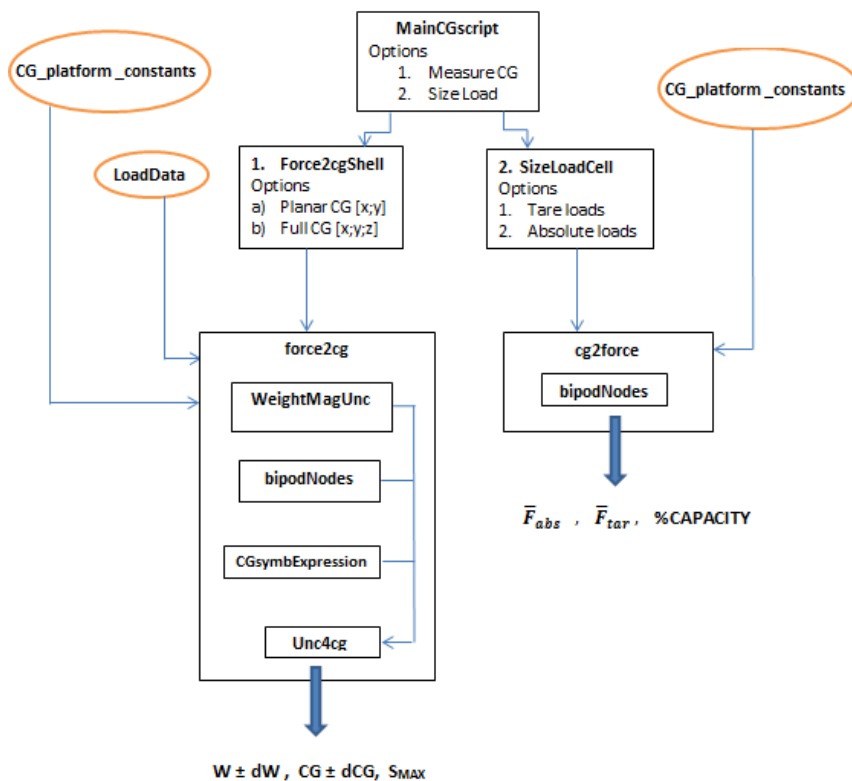 MainCGscript
Options
1. Measure CG
2. Size Load
CG_platform _constants
CG_platform _constants
LoadData
1. Force2cgShell
Options
a) Planar CG [x;y]
b) Full CG [x;y;z]
2. SizeLoadCell
Options
1. Tare loads
2. Absolute loads
force2cg
WeightMagUnc
bipodNodes
CGsymbExpression
Unc4cg
cg2force
bipodNodes
F̅abs , F̅tar, %CAPACITY
W ± dW , CG ± dCG, SMAX